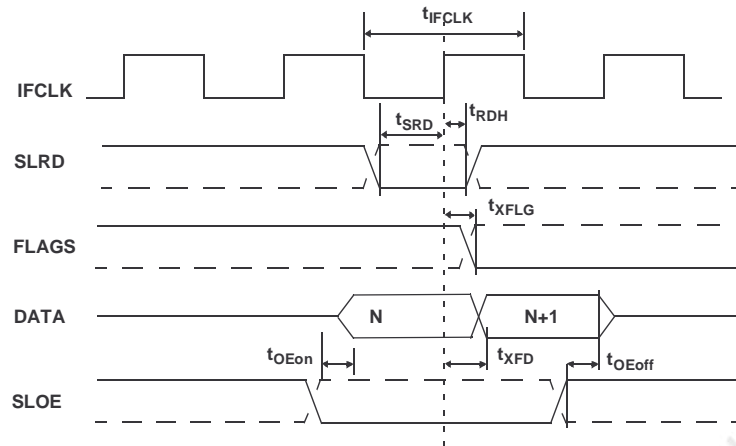 tIFCLK
IFCLK
tSRD
tRDH
SLRD
tXFLG
FLAGS
DATA
N
N+1
tOEon
tXFD
tOEoff
SLOE